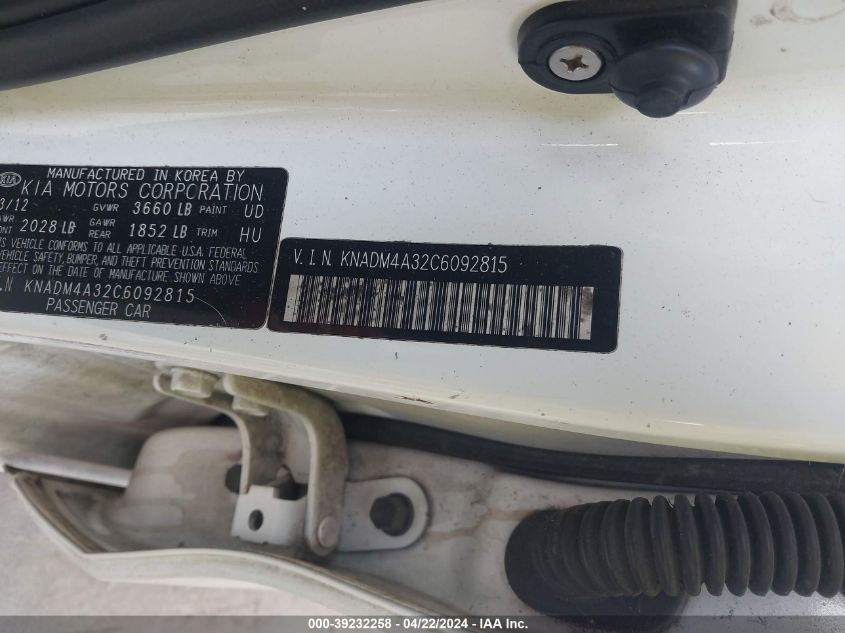 MANUFACTURED IN KOREA BY
KIA KIA MOTORS CORPORATION
3/12 GVWR 3660 LB PAINT UD
2028 LB GAWR REAR 1852 LB TRIM HU
VEHICLE CONFORMS TO ALL APPLICABLE U.S.A. FEDERAL
VEHICLE SAFETY, BUMPER, AND THEFT PREVENTION STANDARDS
EFFECT ON THE DATE OF MANUFACTURE SHOWN ABOVE
I.N KNADM4A32C6092815
PASSENGER CAR
V.I.N. KNADM4A32C6092815
000-39232258 - 04/22/2024 - IAA Inc.